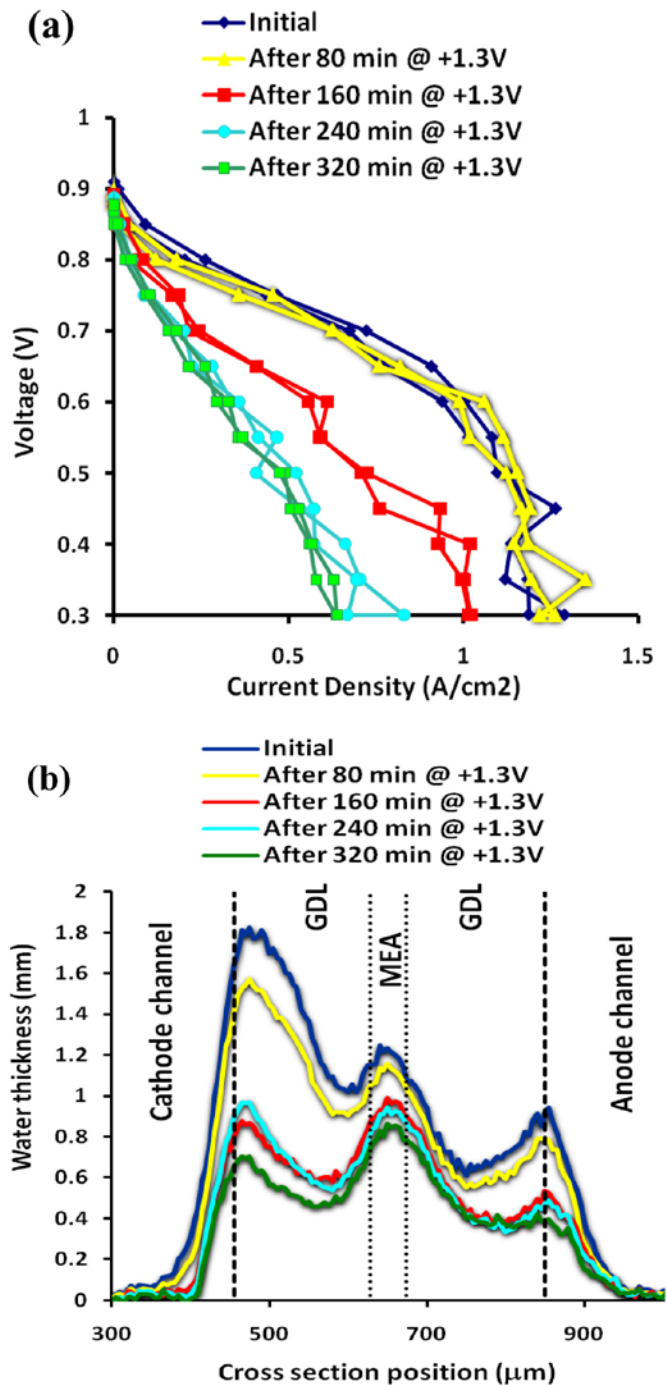 (a)
Initial
After 80 min @ +1.3V
After 160 min @ +1.3V
After 240 min @ +1.3V
After 320 min @ +1.3V
1
0.9
0.8
0.7
0.6
0.5
0.4
0.3
Voltage (V)
0
0.5
1
1.5
Current Density (A/cm2)
(b)
Initial
After 80 min @ +1.3V
After 160 min @ +1.3V
After 240 min @ +1.3V
After 320 min @ +1.3V
2
1.8
1.6
1.4
1.2
1
0.8
0.6
0.4
0.2
0
Water thickness (mm)
Cathode channel
GDL
MEA
GDL
Anode channel
300
500
700
900
Cross section position (μm)